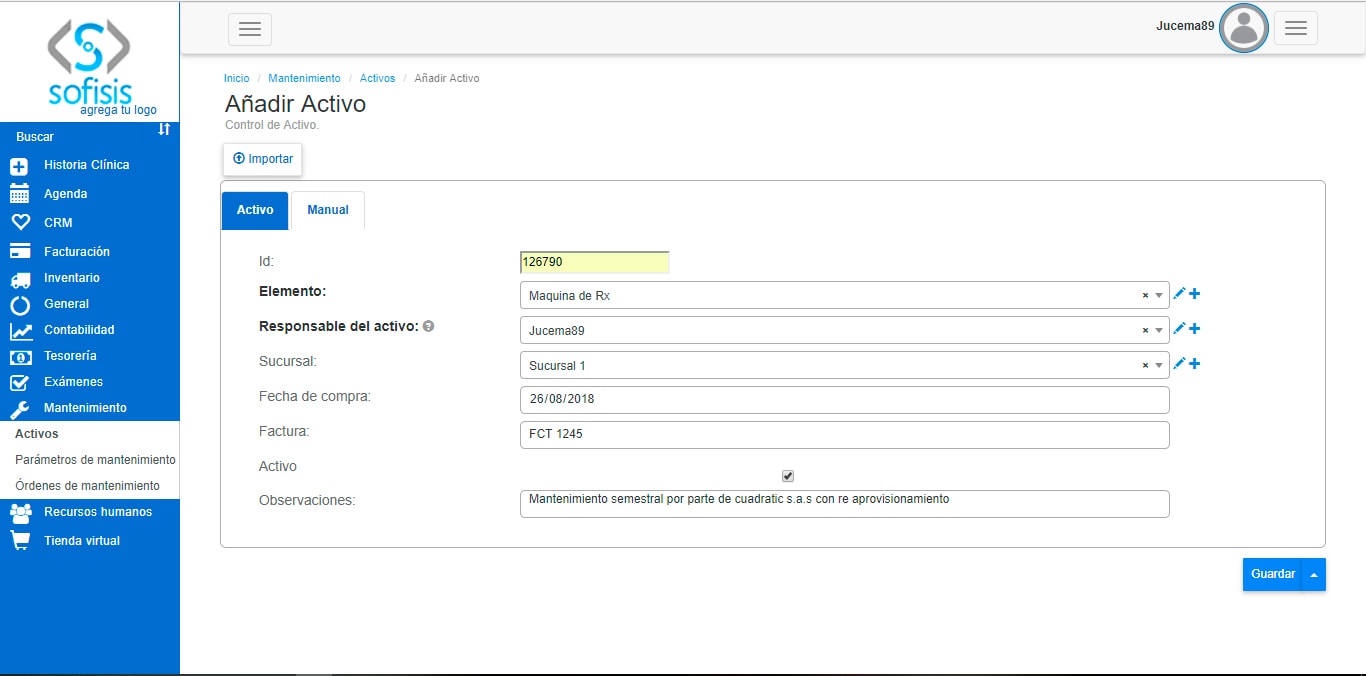 sofisis
agrega tu logo
Buscar
Historia Clínica
Agenda
CRM
Facturación
Inventario
General
Contabilidad
Tesorería
Exámenes
Mantenimiento
Activos
Parámetros de mantenimiento
Órdenes de mantenimiento
Recursos humanos
Tienda virtual
Jucema89
Inicio / Mantenimiento / Activos / Añadir Activo
Añadir Activo
Control de Activo.
Importar
Activo Manual
Id: 126790
Elemento: Maquina de Rx
Responsable del activo: Jucema89
Sucursal: Sucursal 1
Fecha de compra: 26/08/2018
Factura: FCT 1245
Activo
Observaciones: Mantenimiento semestral por parte de cuadratic s.a.s con re aprovisionamiento
Guardar